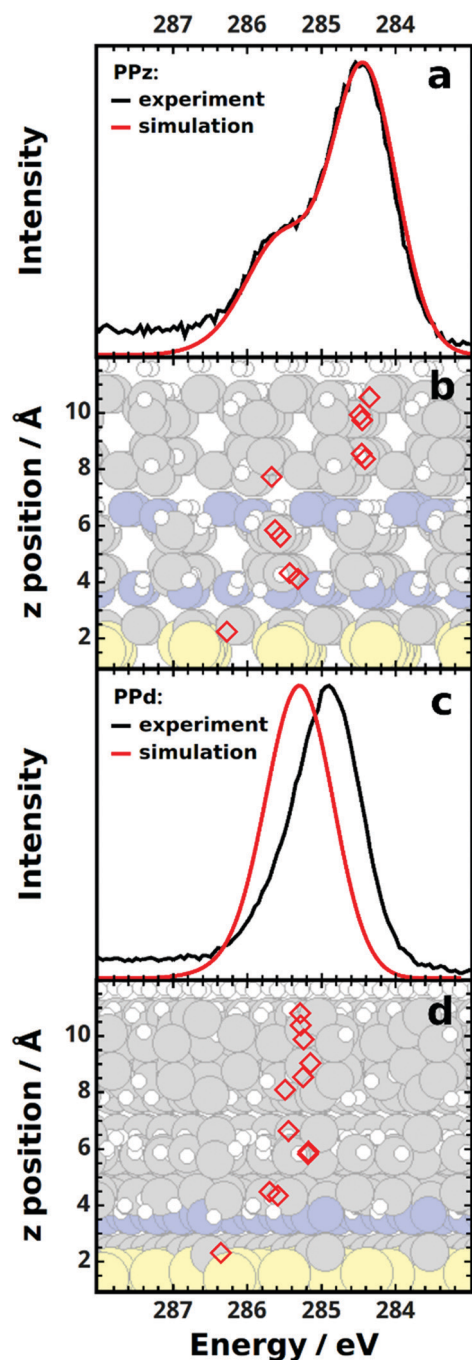 287 286 285 284
PPz:
a
experiment
simulation
Intensity
b
10
8
6
4
2
z position / Å
PPd:
c
experiment
simulation
Intensity
d
10
8
6
4
2
z position / Å
287 286 285 284
Energy / eV